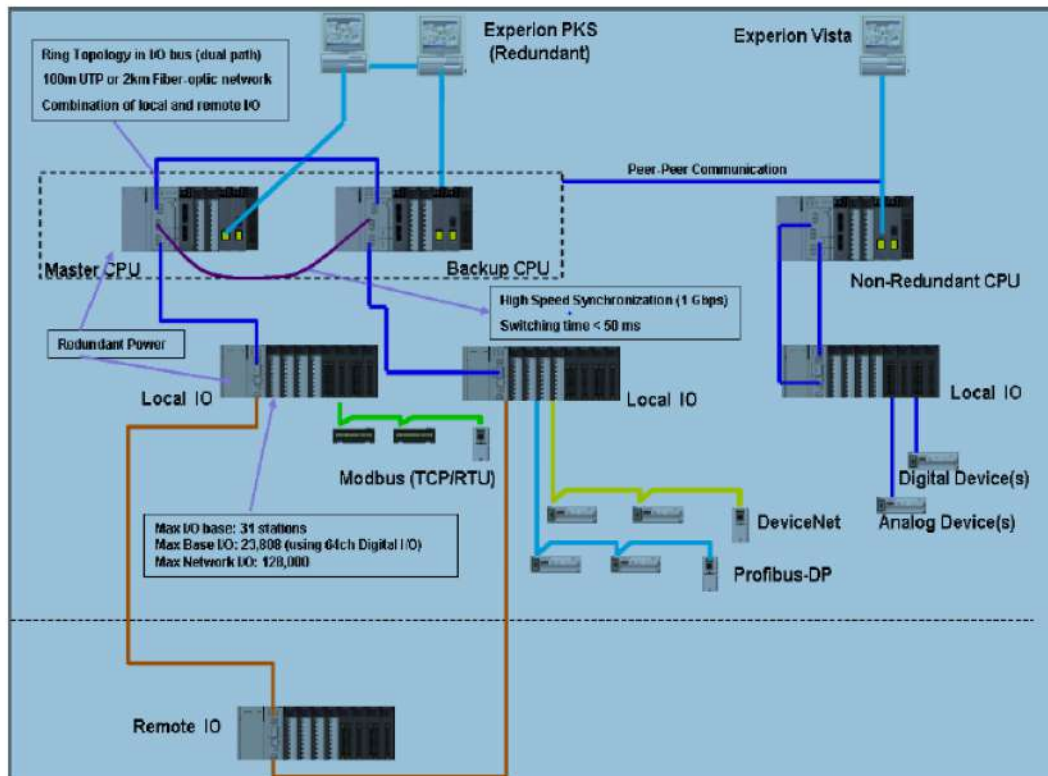 Experion PKS
(Redundant)
Experion Vista
Ring Topology in I/O bus (dual path)
100m UTP or 2km Fiber-optic network
Combination of local and remote I/O
Peer-Peer Communication
Master CPU
Backup CPU
Non-Redundant CPU
High Speed Synchronization (1 Gbps)
+
Switching time < 50 ms
Redundant Power
Local IO
Local IO
Local IO
Modbus (TCP/RTU)
Digital Device(s)
Analog Device(s)
DeviceNet
Max I/O base: 31 stations
Max Base I/O: 23,808 (using 64ch Digital I/O)
Max Network I/O: 128,000
Profibus-DP
Remote IO